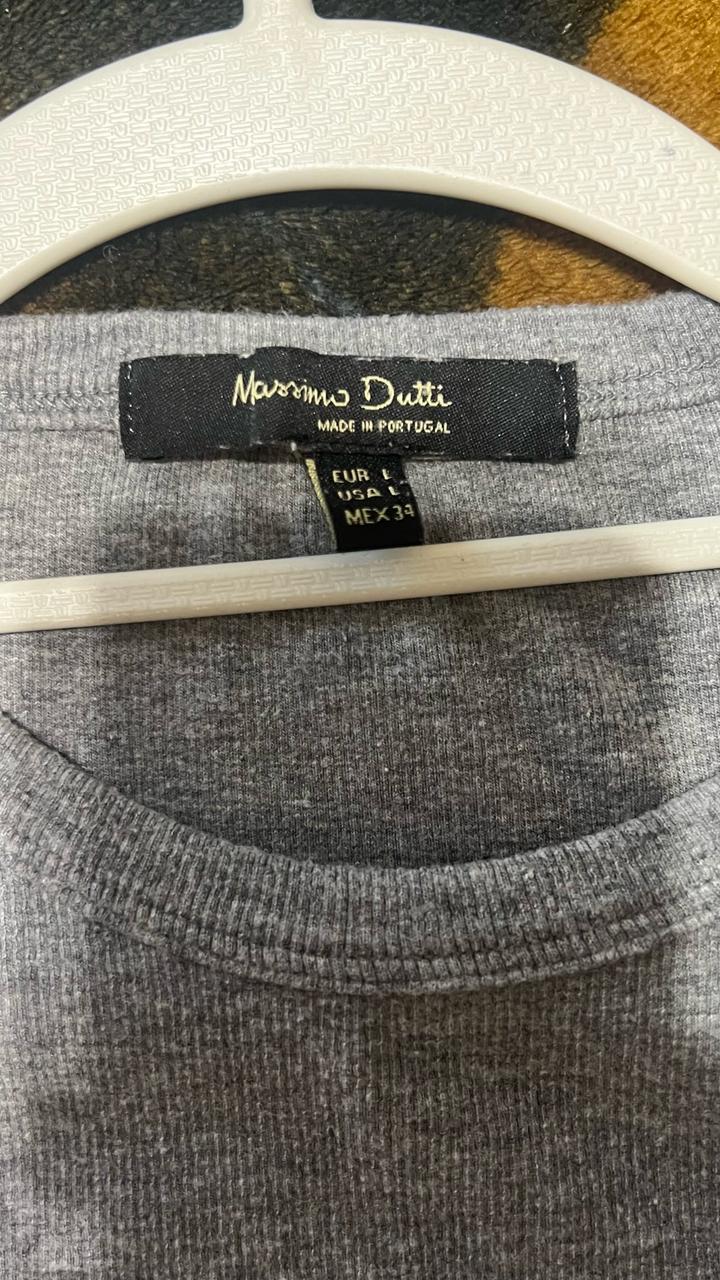 Massimo Dutti
MADE IN PORTUGAL
EUR L
USA L
MEX 34